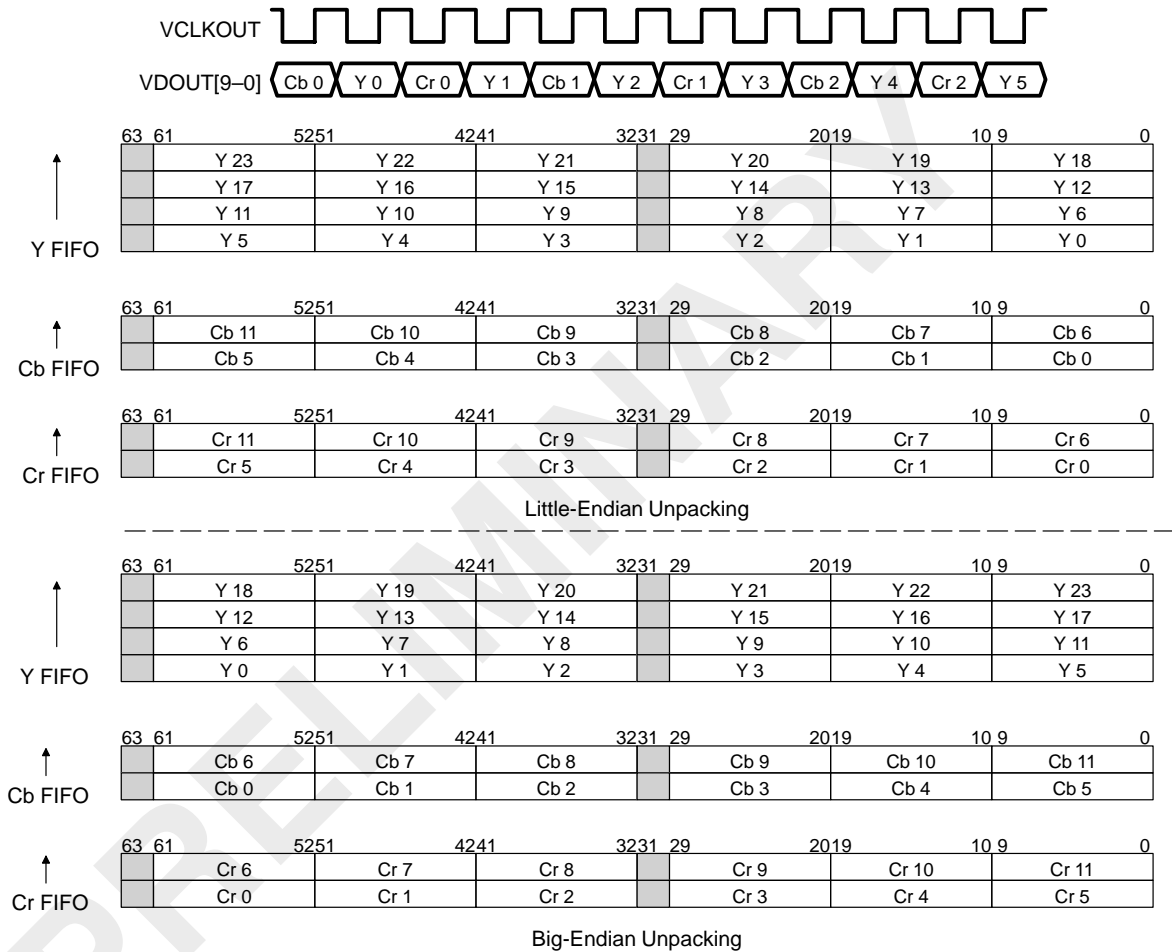 VCLKOUT
VDOUT[9–0] Cb 0 Y 0 Cr 0 Y 1 Cb 1 Y 2 Cr 1 Y 3 Cb 2 Y 4 Cr 2 Y 5
63 61 5251 4241 3231 29 2019 10 9 0
Y 23 Y 22 Y 21 Y 20 Y 19 Y 18
Y 17 Y 16 Y 15 Y 14 Y 13 Y 12
Y 11 Y 10 Y 9 Y 8 Y 7 Y 6
Y FIFO Y 5 Y 4 Y 3 Y 2 Y 1 Y 0
63 61 5251 4241 3231 29 2019 10 9 0
Cb 11 Cb 10 Cb 9 Cb 8 Cb 7 Cb 6
Cb FIFO Cb 5 Cb 4 Cb 3 Cb 2 Cb 1 Cb 0
63 61 5251 4241 3231 29 2019 10 9 0
Cr 11 Cr 10 Cr 9 Cr 8 Cr 7 Cr 6
Cr FIFO Cr 5 Cr 4 Cr 3 Cr 2 Cr 1 Cr 0
Little-Endian Unpacking
63 61 5251 4241 3231 29 2019 10 9 0
Y 18 Y 19 Y 20 Y 21 Y 22 Y 23
Y 12 Y 13 Y 14 Y 15 Y 16 Y 17
Y 6 Y 7 Y 8 Y 9 Y 10 Y 11
Y FIFO Y 0 Y 1 Y 2 Y 3 Y 4 Y 5
63 61 5251 4241 3231 29 2019 10 9 0
Cb 6 Cb 7 Cb 8 Cb 9 Cb 10 Cb 11
Cb FIFO Cb 0 Cb 1 Cb 2 Cb 3 Cb 4 Cb 5
63 61 5251 4241 3231 29 2019 10 9 0
Cr 6 Cr 7 Cr 8 Cr 9 Cr 10 Cr 11
Cr FIFO Cr 0 Cr 1 Cr 2 Cr 3 Cr 4 Cr 5
Big-Endian Unpacking
PRELIMINARY